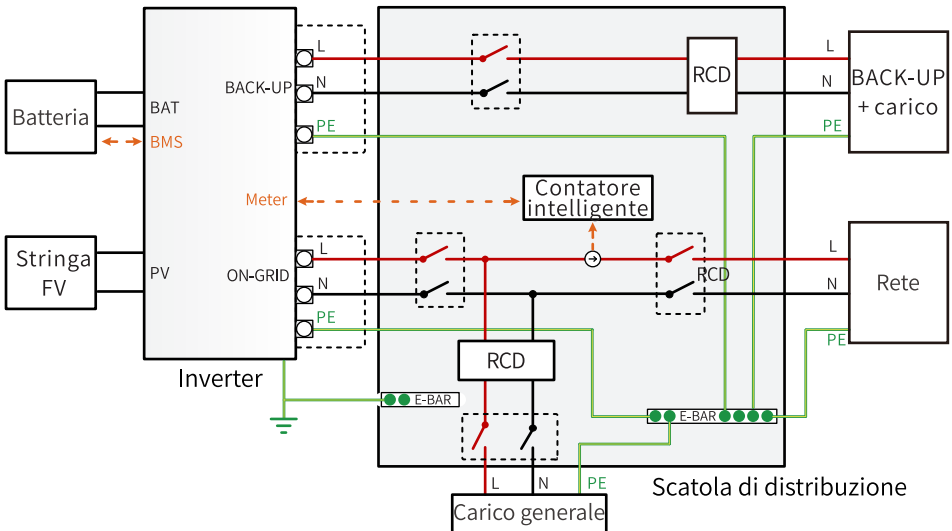 L
RCD
L
BACK-UP
N
N
BACK-UP
+ carico
Batteria
BAT
PE
PE
BMS
Contatore
intelligente
Meter
L
L
Stringa
FV
PV
ON-GRID
N
RCD
N
Rete
PE
PE
RCD
Inverter
E-BAR
E-BAR
L
N
PE
Scatola di distribuzione
Carico generale